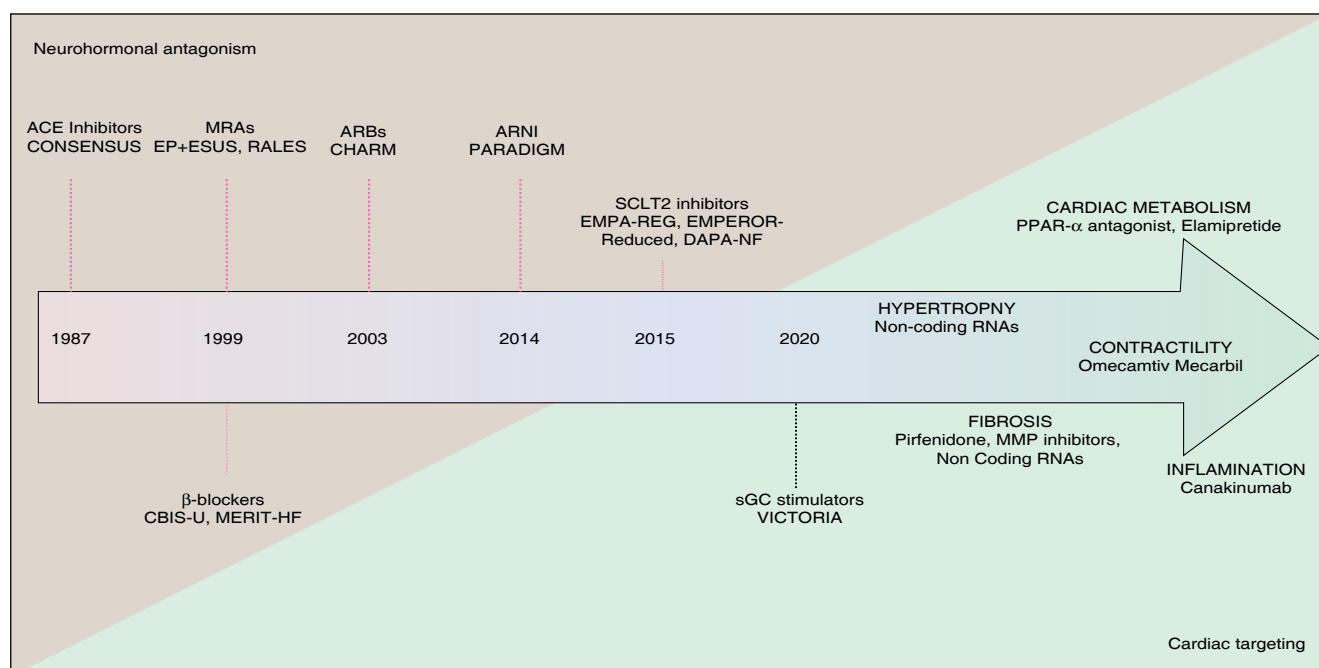 Neurohormonal antagonism
ACE Inhibitors
CONSENSUS
MRAs
EP+ESUS, RALES
ARBs
CHARM
ARNI
PARADIGM
SCLT2 inhibitors
EMPA-REG, EMPEROR-
Reduced, DAPA-NF
CARDIAC METABOLISM
PPAR-α antagonist, Elamipretide
1987
1999
2003
2014
2015
2020
HYPERTROPNY
Non-coding RNAs
CONTRACTILITY
Omecamtiv Mecarbil
β-blockers
CBIS-U, MERIT-HF
sGC stimulators
VICTORIA
FIBROSIS
Pirfenidone, MMP inhibitors,
Non Coding RNAs
INFLAMINATION
Canakinumab
Cardiac targeting